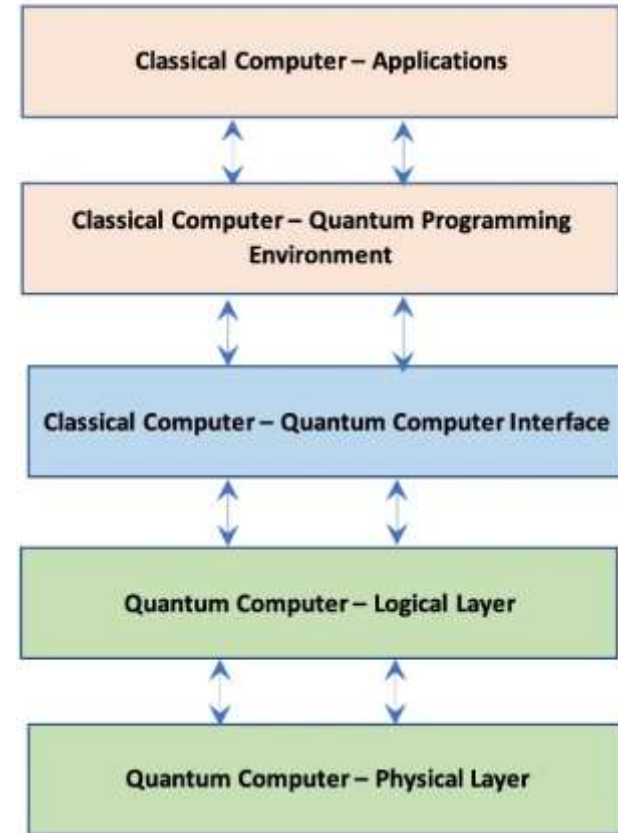 Classical Computer – Applications
Classical Computer – Quantum Programming
Environment
Classical Computer – Quantum Computer Interface
Quantum Computer – Logical Layer
Quantum Computer – Physical Layer